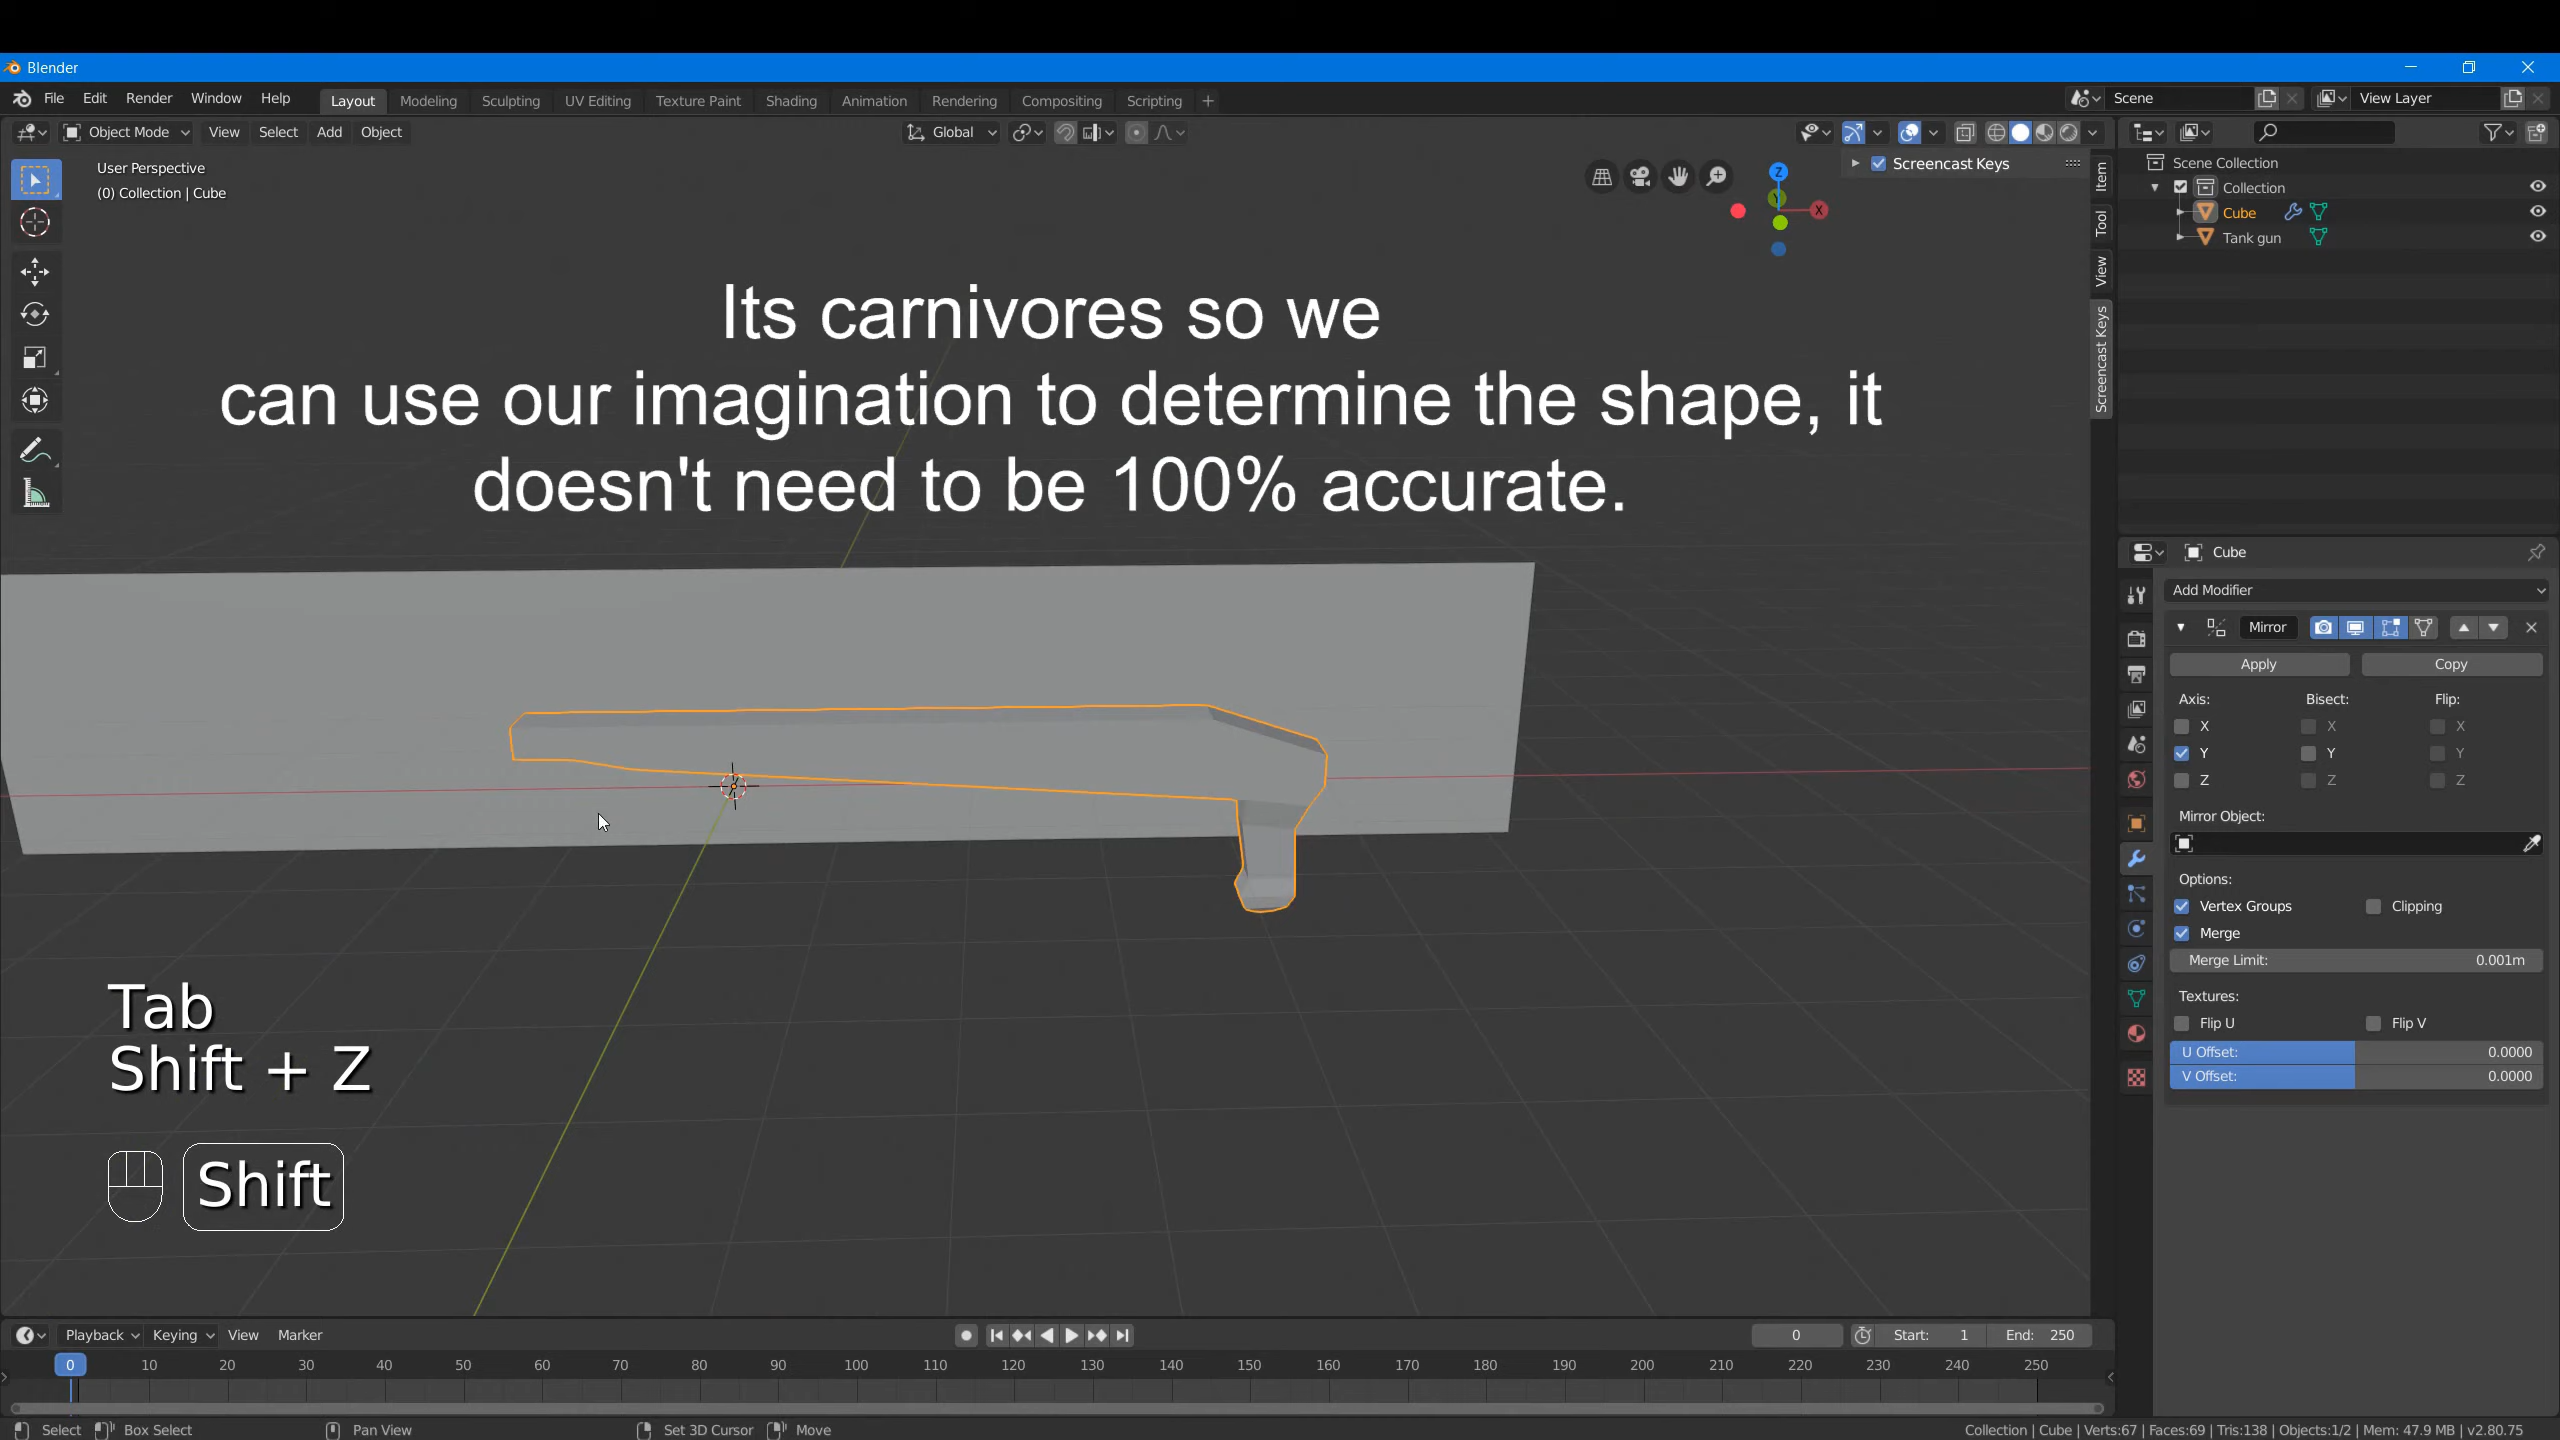 Blender
File Edit Render Window Help Layout Modeling Sculpting UV Editing Texture Paint Shading Animation Rendering Compositing Scripting + Scene View Layer
Object Mode View Select Add Object Global
User Perspective
(0) Collection | Cube
Screencast Keys
Z
Y
X
Item
Tool
View
Screencast Keys
Scene Collection
Collection
Cube
Tank gun
Its carnivores so we
can use our imagination to determine the shape, it
doesn't need to be 100% accurate.
Tab
Shift + Z
Shift
Cube
Add Modifier
Mirror
Apply Copy
Axis: Bisect: Flip:
X X X
Y Y Y
Z Z Z
Mirror Object:
Options:
Vertex Groups Clipping
Merge
Merge Limit: 0.001m
Textures:
Flip U Flip V
U Offset: 0.0000
V Offset: 0.0000
Playback Keying View Marker 0 Start: 1 End: 250
0 10 20 30 40 50 60 70 80 90 100 110 120 130 140 150 160 170 180 190 200 210 220 230 240 250
Select Box Select Pan View Set 3D Cursor Move Collection | Cube | Verts:67 | Faces:69 | Tris:138 | Objects:1/2 | Mem: 47.9 MB | v2.80.75